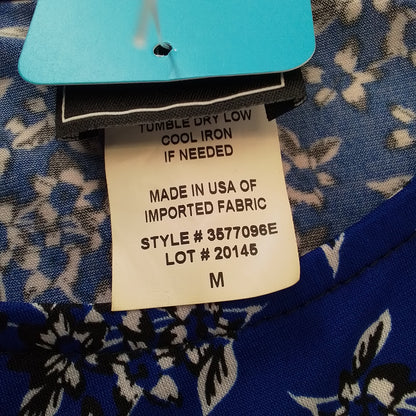 TUMBLE DRY LOW
COOL IRON
IF NEEDED
MADE IN USA OF
IMPORTED FABRIC
STYLE # 3577096E
LOT # 20145
M